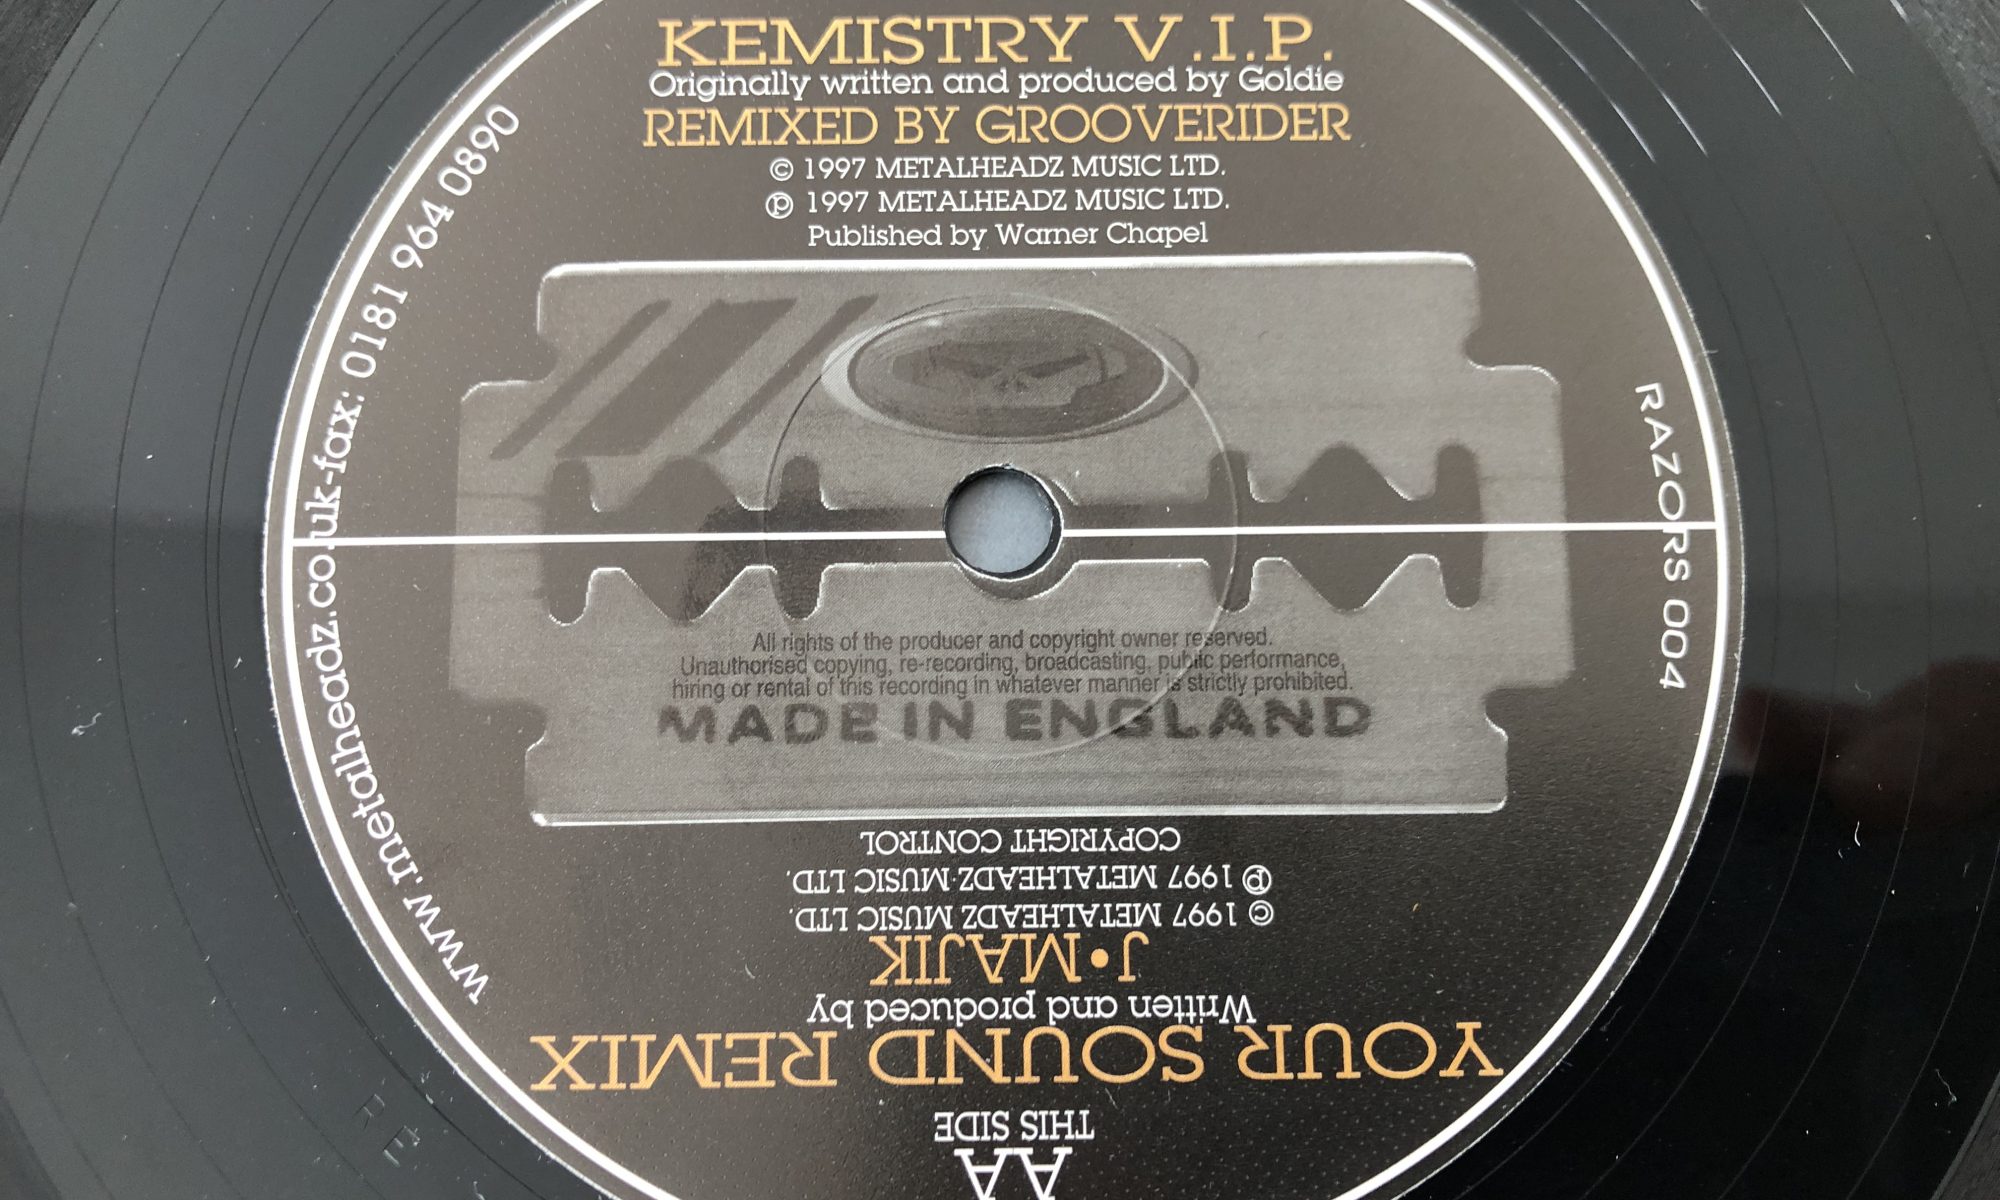 KEMISTRY V.I.P.
Originally written and produced by Goldie
REMIXED BY GROOVERIDER
© 1997 METALHEADZ MUSIC LTD.
℗ 1997 METALHEADZ MUSIC LTD.
Published by Warner Chapel
www.metalheadz.co.uk-fax: 0181 964 0890
RAZORS 004
All rights of the producer and copyright owner reserved.
Unauthorised copying, re-recording, broadcasting, public performance,
hiring or rental of this recording in whatever manner is strictly prohibited.
MADE IN ENGLAND
AA
THIS SIDE
YOUR SOUND REMIX
Written and produced by
J•MAJIK
© 1997 METALHEADZ MUSIC LTD.
℗ 1997 METALHEADZ MUSIC LTD.
COPYRIGHT CONTROL